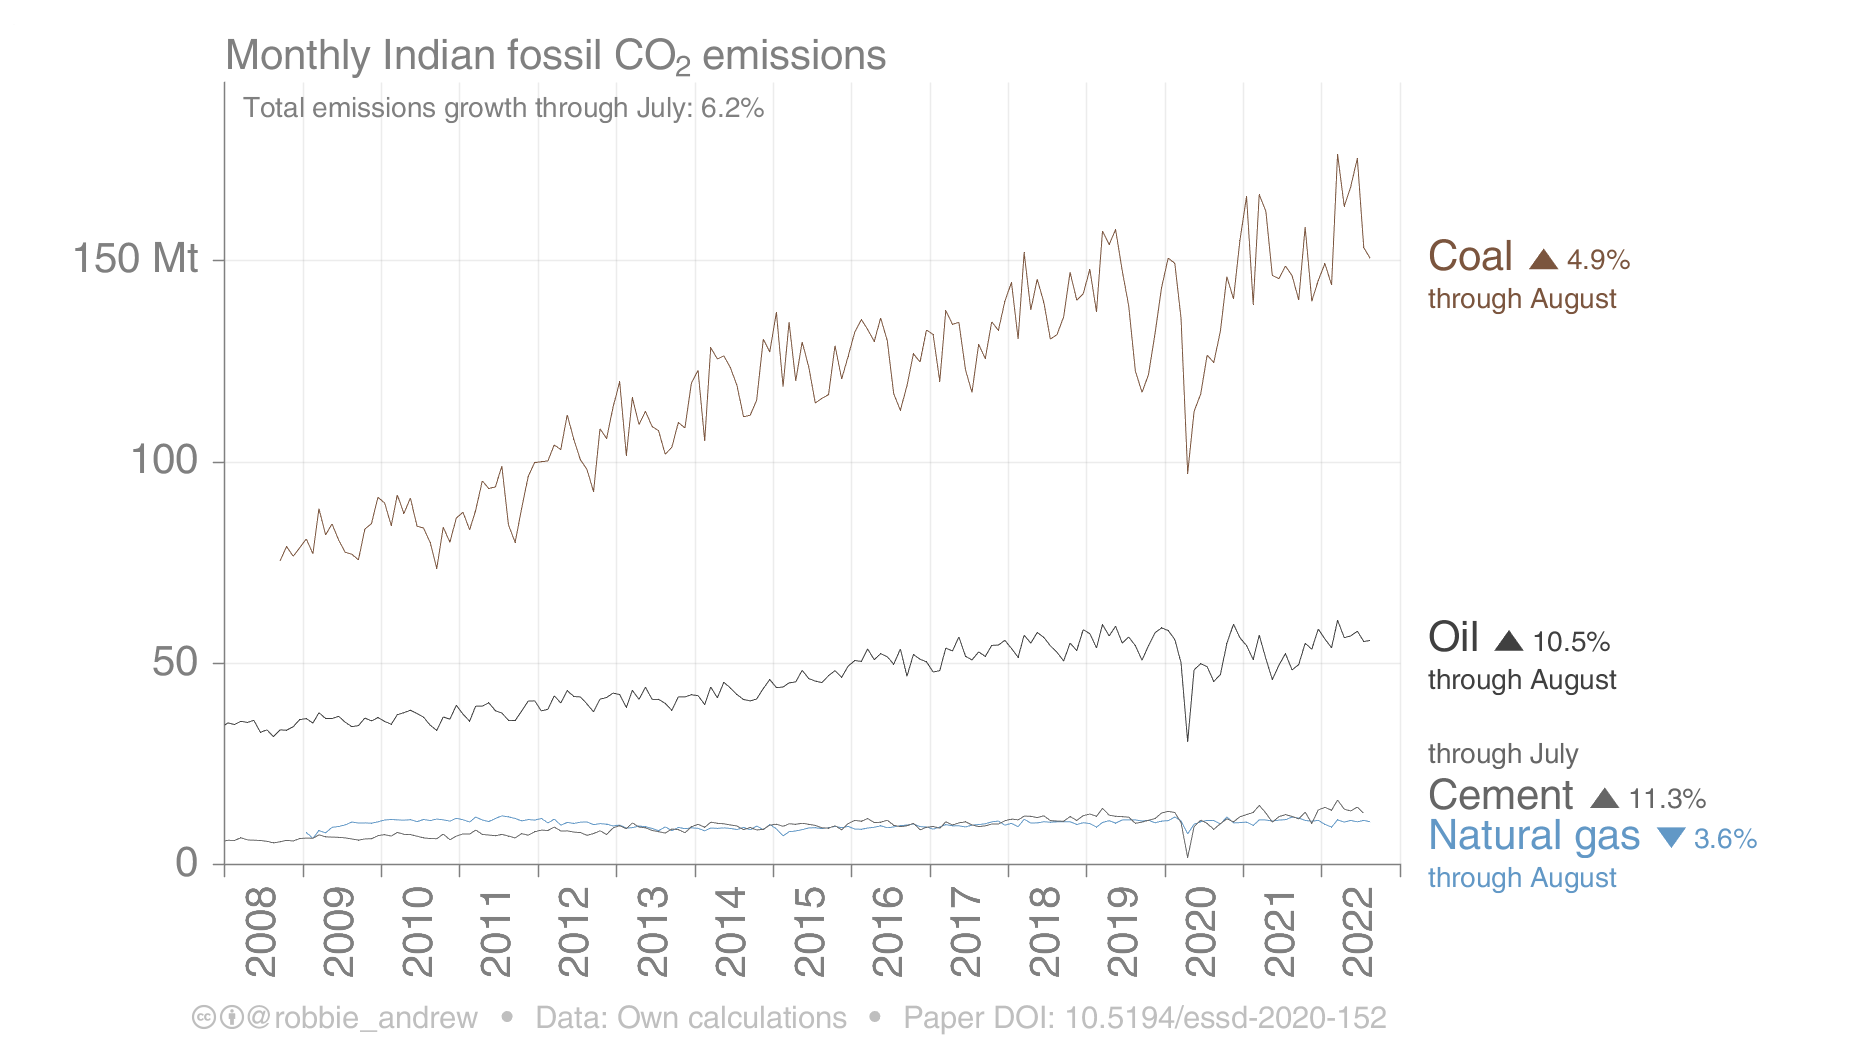 Monthly Indian fossil CO₂ emissions
Total emissions growth through July: 6.2%
150 Mt
100
50
0
2008
2009
2010
2011
2012
2013
2014
2015
2016
2017
2018
2019
2020
2021
2022
Coal ▲ 4.9%
through August
Oil ▲ 10.5%
through August
through July
Cement ▲ 11.3%
Natural gas ▼ 3.6%
through August
@robbie_andrew • Data: Own calculations • Paper DOI: 10.5194/essd-2020-152